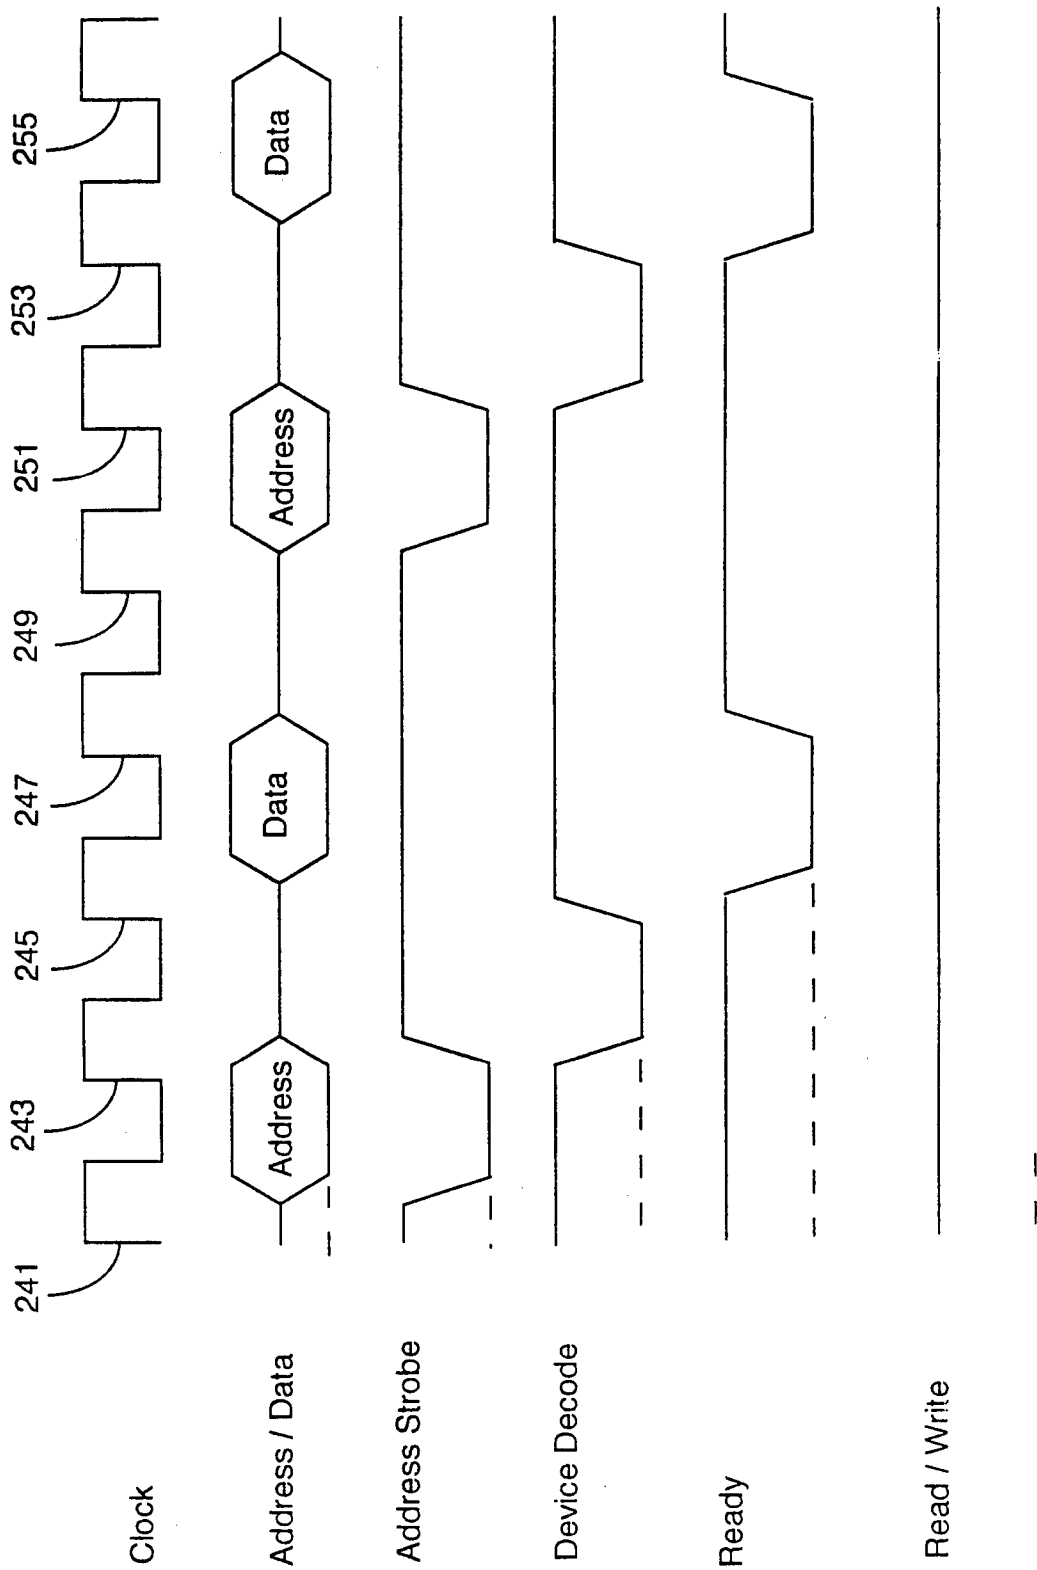 241 243 245 247 249 251 253 255
Clock
Address / Data
Address Data Address Data
Address Strobe
Device Decode
Ready
Read / Write